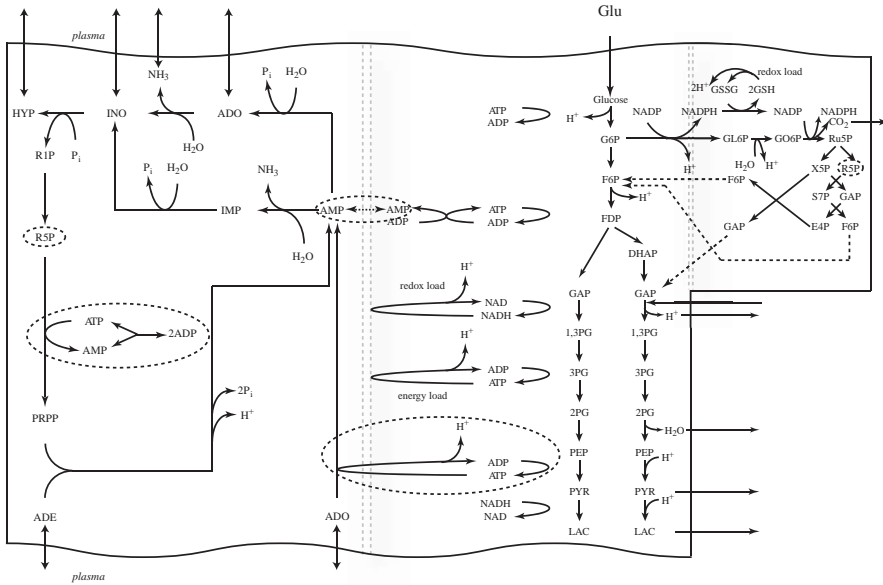 Glu
plasma
NH3
Pi H2O
2H+ GSSG 2GSH
redox load
Glucose
HYP INO ADO
ATP
ADP
H+
NADP NADPH NADP NADPH
CO2
R1P Pi
H2O
G6P GL6P GO6P Ru5P
H+
H2O H+
Pi H2O
NH3
F6P F6P X5P R5P
H+
S7P GAP
IMP AMP AMP
ADP
ATP
ADP
FDP
GAP E4P F6P
R5P
H2O
DHAP
H+
redox load
NAD
NADH
GAP GAP
H+
ATP
AMP
2ADP
H+
1,3PG 1,3PG
ADP
ATP
3PG 3PG
energy load
2Pi
H+
PRPP
2PG 2PG
H2O
H+
ADP
ATP
PEP PEP
H+
PYR PYR
H+
NADH
NAD
ADE ADO
LAC LAC
plasma